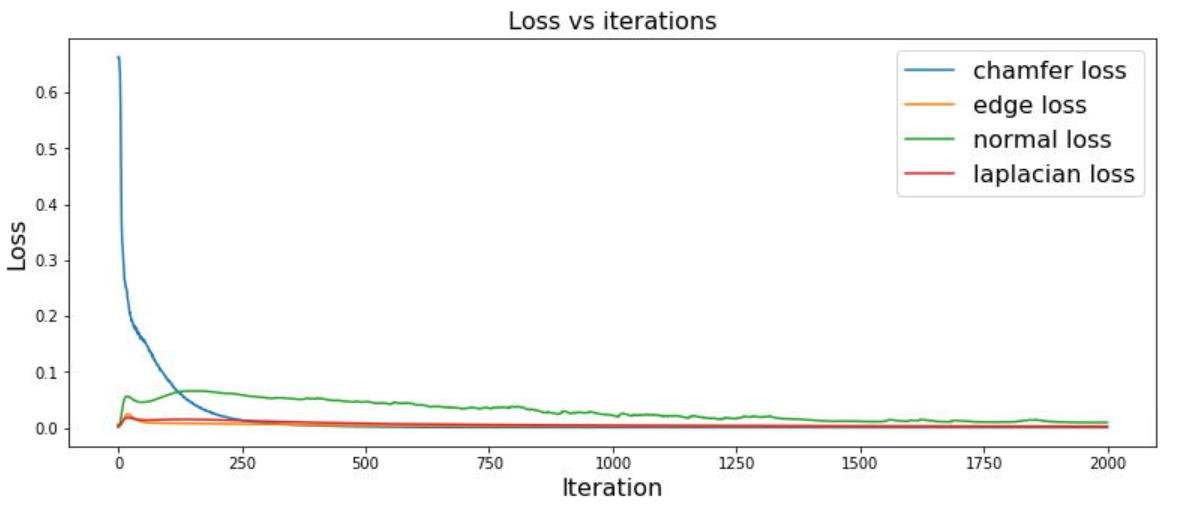 Loss vs iterations
chamfer loss
edge loss
normal loss
laplacian loss
Loss
0.6
0.5
0.4
0.3
0.2
0.1
0.0
0 250 500 750 1000 1250 1500 1750 2000
Iteration